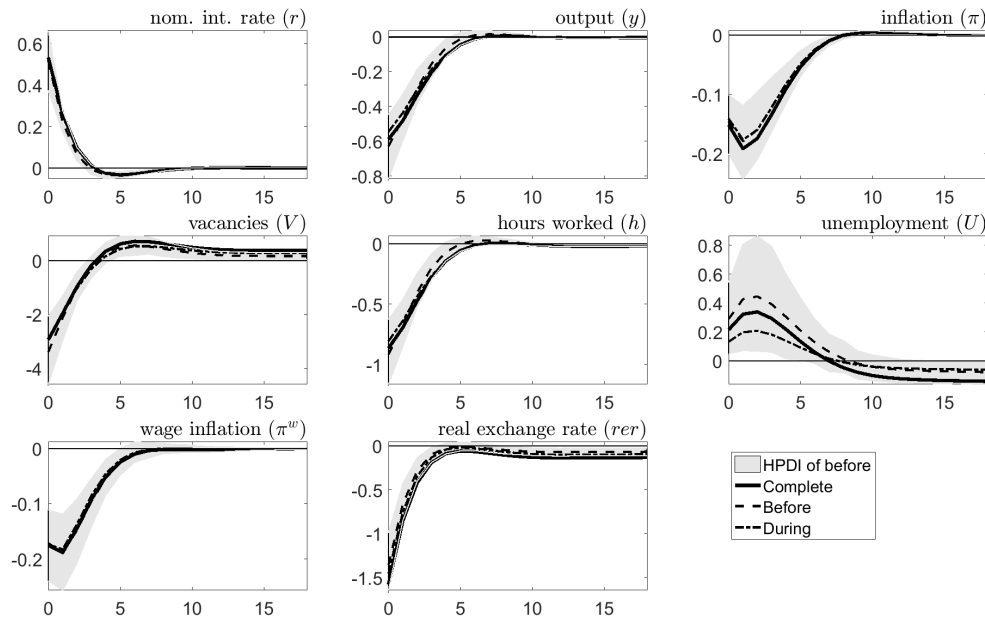 nom. int. rate (r)
0.6
0.4
0.2
0
0 5 10 15
output (y)
0
-0.2
-0.4
-0.6
-0.8
0 5 10 15
inflation (π)
0
-0.1
-0.2
0 5 10 15
vacancies (V)
0
-2
-4
0 5 10 15
hours worked (h)
0
-0.5
-1
0 5 10 15
unemployment (U)
0.8
0.6
0.4
0.2
0
0 5 10 15
wage inflation (π^w)
0
-0.1
-0.2
0 5 10 15
real exchange rate (rer)
0
-0.5
-1
-1.5
0 5 10 15
HPDI of before
Complete
Before
During